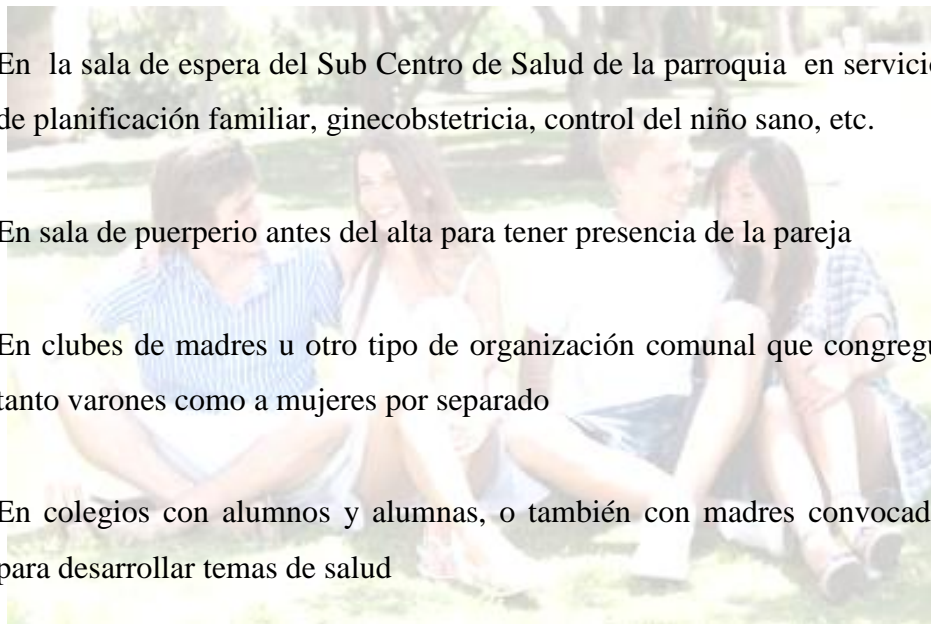 En la sala de espera del Sub Centro de Salud de la parroquia en servicio
de planificación familiar, ginecobstetricia, control del niño sano, etc.
En sala de puerperio antes del alta para tener presencia de la pareja
En clubes de madres u otro tipo de organización comunal que
tanto varones como a mujeres por separado
En colegios con alumnos y alumnas, o también con madres
para desarrollar temas de salud